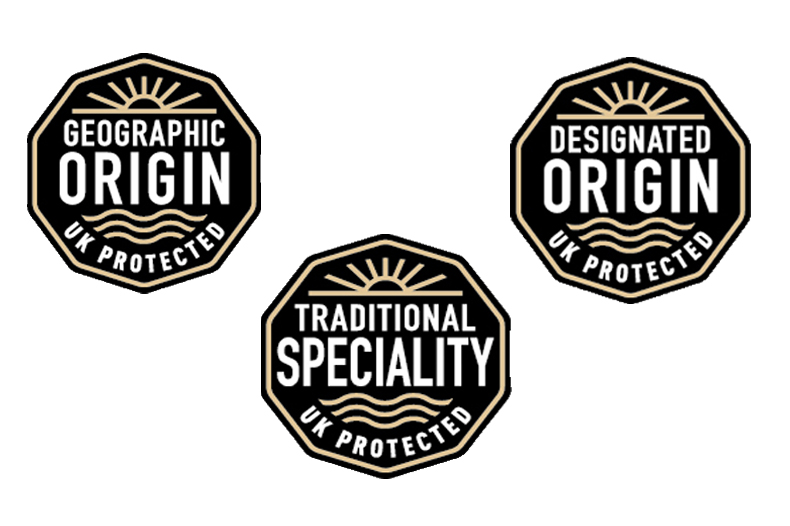 GEOGRAPHIC
ORIGIN
UK PROTECTED
DESIGNATED
ORIGIN
UK PROTECTED
TRADITIONAL
SPECIALITY
UK PROTECTED